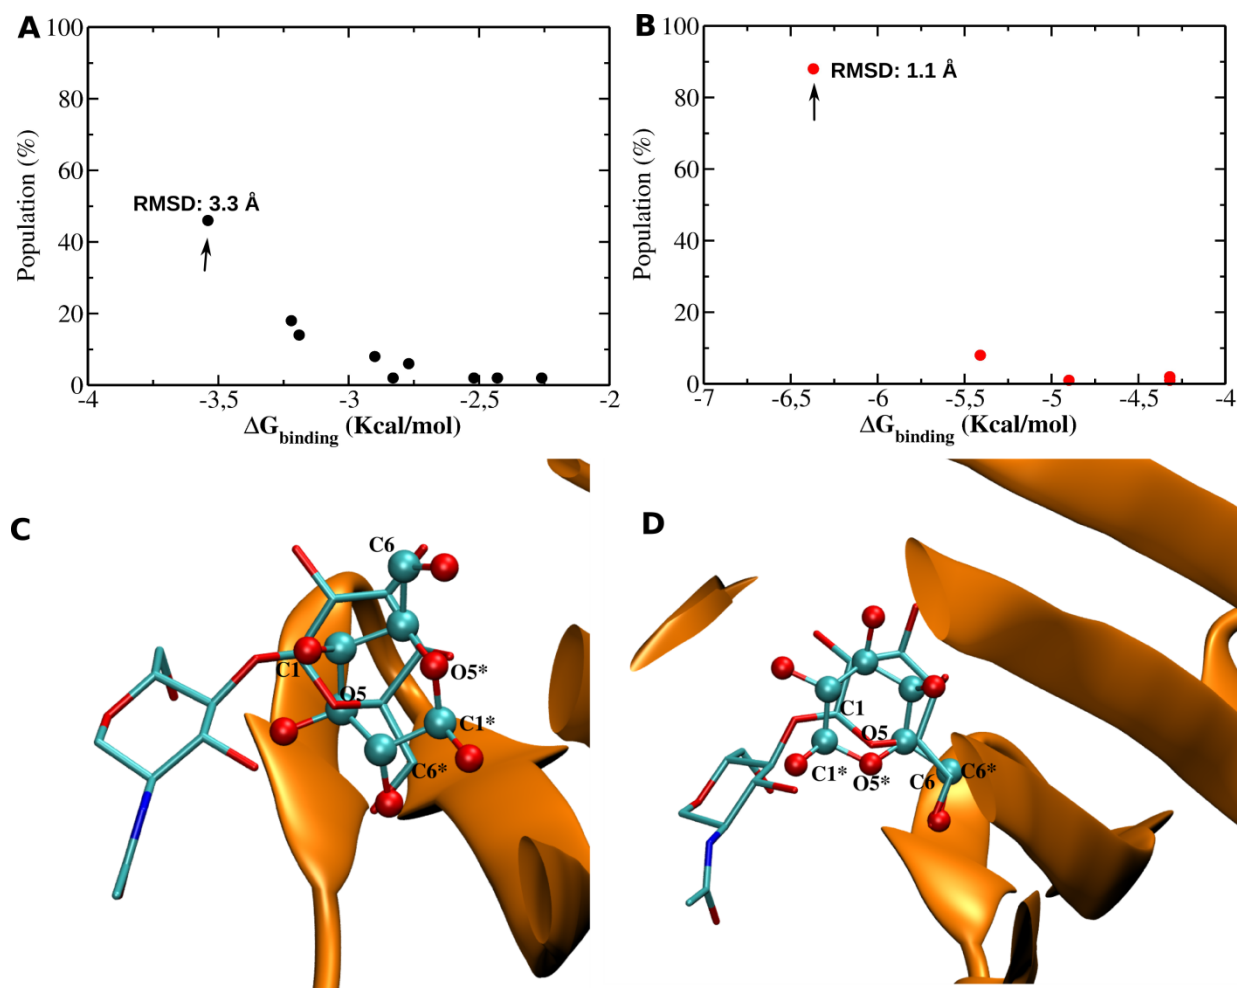 A
100
80
60
40
20
0
Population (%)
RMSD: 3.3 Å
-4
-3,5
-3
-2,5
-2
ΔGbinding (Kcal/mol)
B
100
80
60
40
20
0
Population (%)
RMSD: 1.1 Å
-7
-6,5
-6
-5,5
-5
-4,5
-4
ΔGbinding (Kcal/mol)
C
C6
C1
O5*
O5
C1*
C6*
D
C1
O5
C1*
O5*
C6
C6*